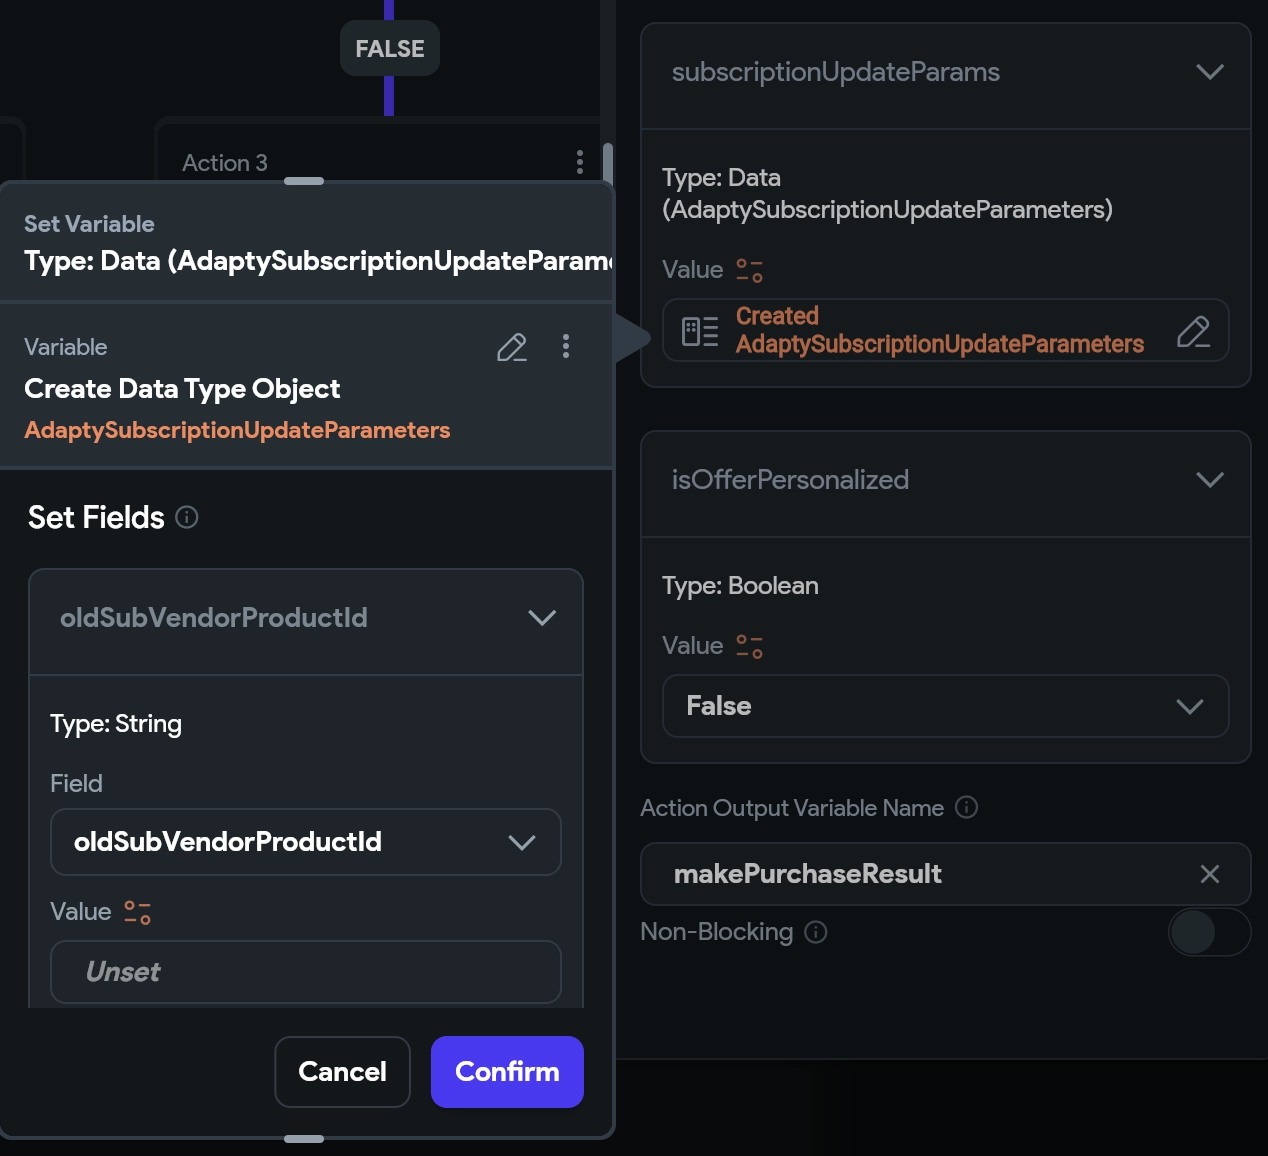 FALSE
Action 3
Set Variable
Type: Data (AdaptySubscriptionUpdateParame
Variable
Create Data Type Object
AdaptySubscriptionUpdateParameters
Set Fields
oldSubVendorProductId
Type: String
Field
oldSubVendorProductId
Value
Unset
Cancel
Confirm
subscriptionUpdateParams
Type: Data
(AdaptySubscriptionUpdateParameters)
Value
Created
AdaptySubscriptionUpdateParameters
isOfferPersonalized
Type: Boolean
Value
False
Action Output Variable Name
makePurchaseResult
Non-Blocking